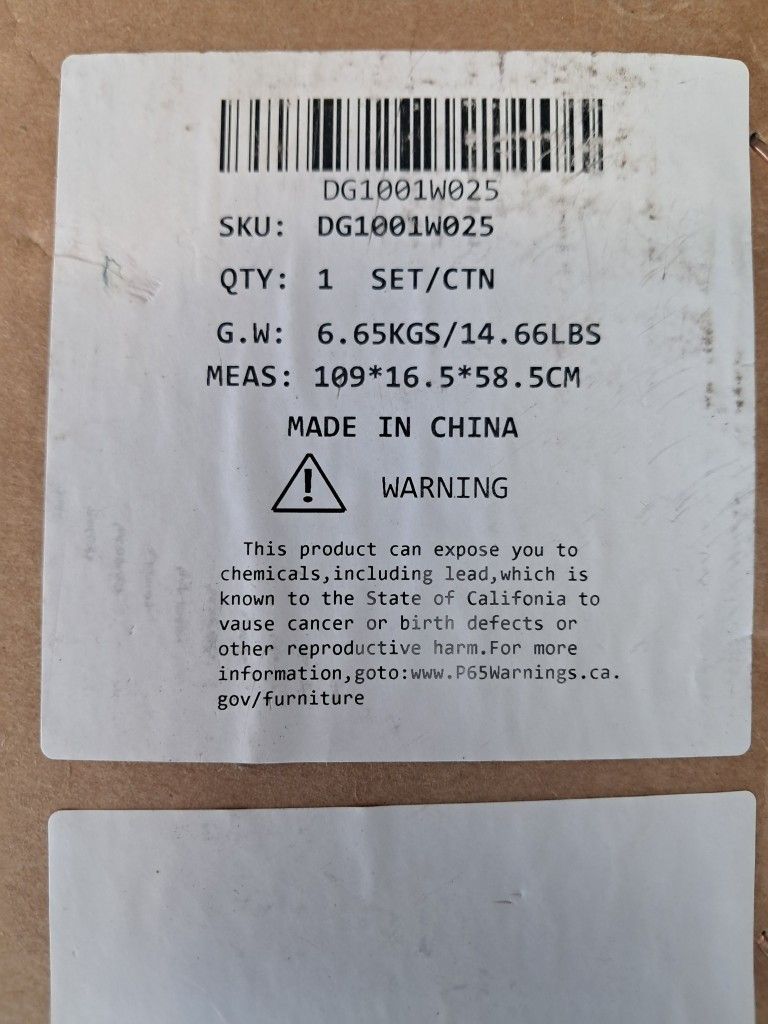 DG1001W025
SKU: DG1001W025
QTY: 1 SET/CTN
G.W: 6.65KGS/14.66LBS
MEAS: 109*16.5*58.5CM
MADE IN CHINA
! WARNING
This product can expose you to
chemicals,including lead,which is
known to the State of Califonia to
vause cancer or birth defects or
other reproductive harm.For more
information,goto:www.P65Warnings.ca.
gov/furniture